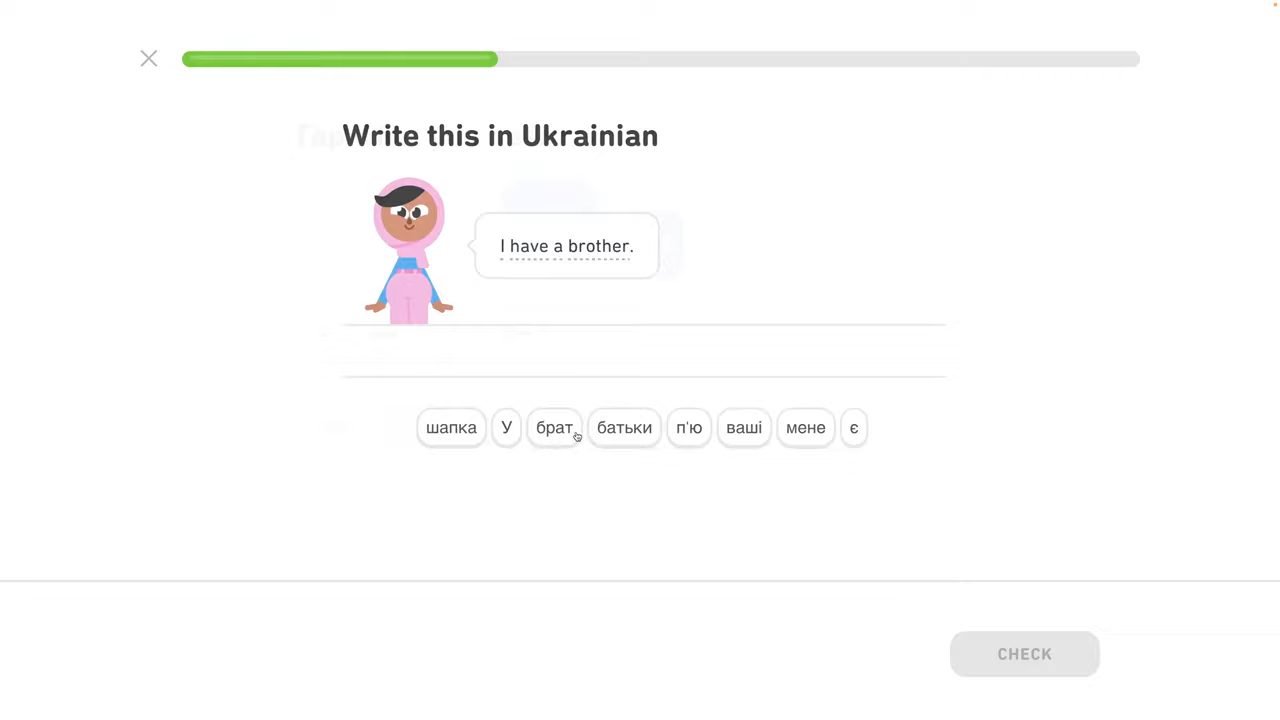 Write this in Ukrainian
I have a brother.
шапка У брат батьки п'ю ваші мене є
CHECK